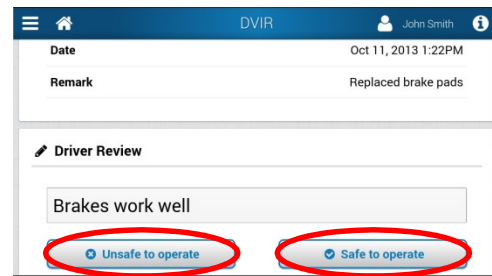 DVIR John Smith
Date Oct 11, 2013 1:22PM
Remark Replaced brake pads
Driver Review
Brakes work well
Unsafe to operate Safe to operate